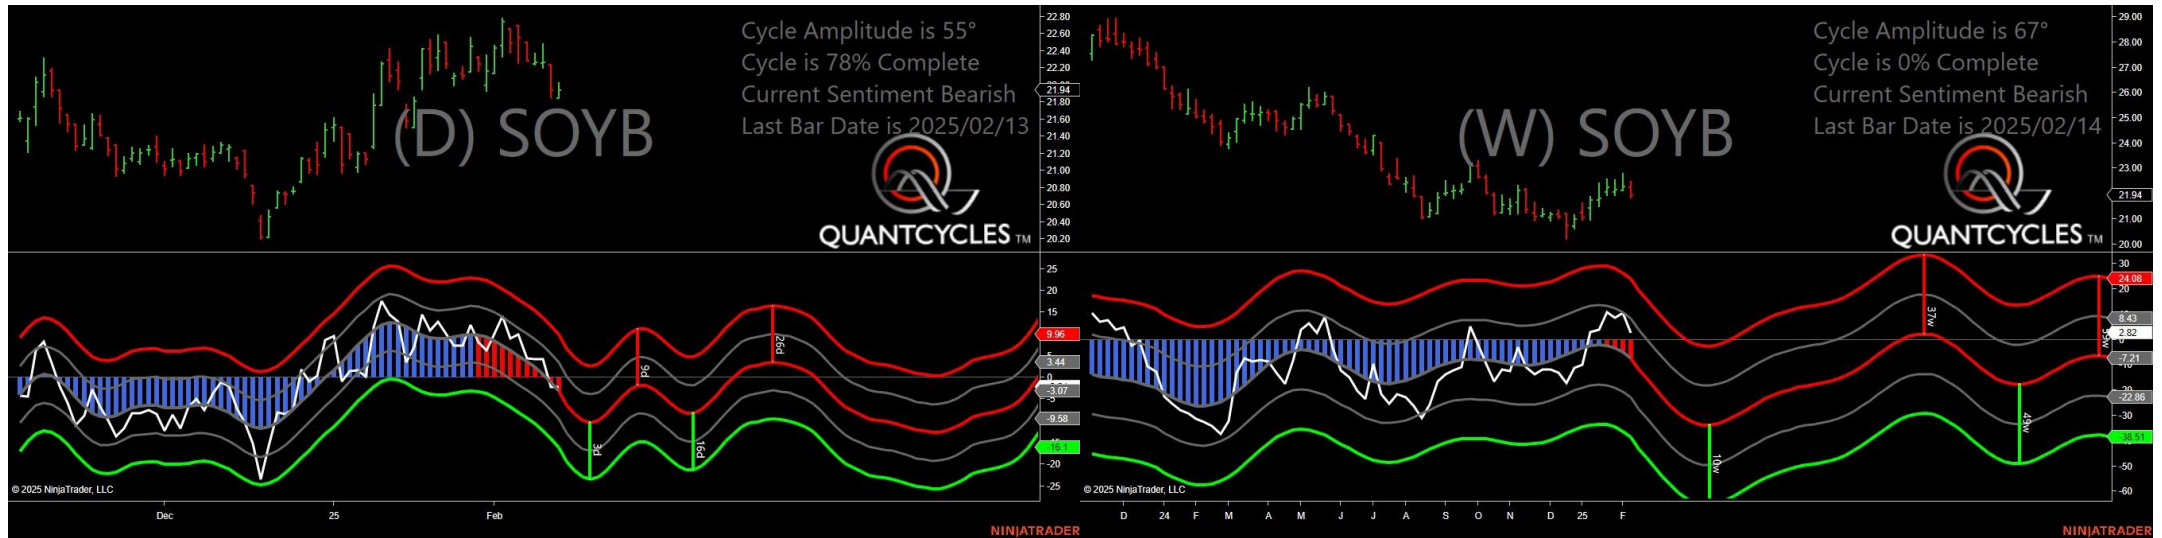 Cycle Amplitude is 55°
Cycle is 78% Complete
Current Sentiment Bearish
Last Bar Date is 2025/02/13
(D) SOYB
QUANTCYCLES TM
22.80
22.60
22.40
22.20
21.94
21.80
21.60
21.40
21.20
21.00
20.80
20.60
20.40
20.20
25
20
15
9.96
3.44
0
-3.07
-5
-9.58
-16.1
-20
-25
9d
26d
3d
16d
© 2025 NinjaTrader, LLC
Dec
25
Feb
NINJATRADER
Cycle Amplitude is 67°
Cycle is 0% Complete
Current Sentiment Bearish
Last Bar Date is 2025/02/14
(W) SOYB
QUANTCYCLES TM
29.00
28.00
27.00
26.00
25.00
24.00
23.00
21.94
21.00
20.00
30
24.08
20
8.43
2.82
0
-7.21
-22.86
-30
-38.51
-50
-60
37w
10w
49w
© 2025 NinjaTrader, LLC
D 24 F M A M J J A S O N D 25 F
NINJATRADER